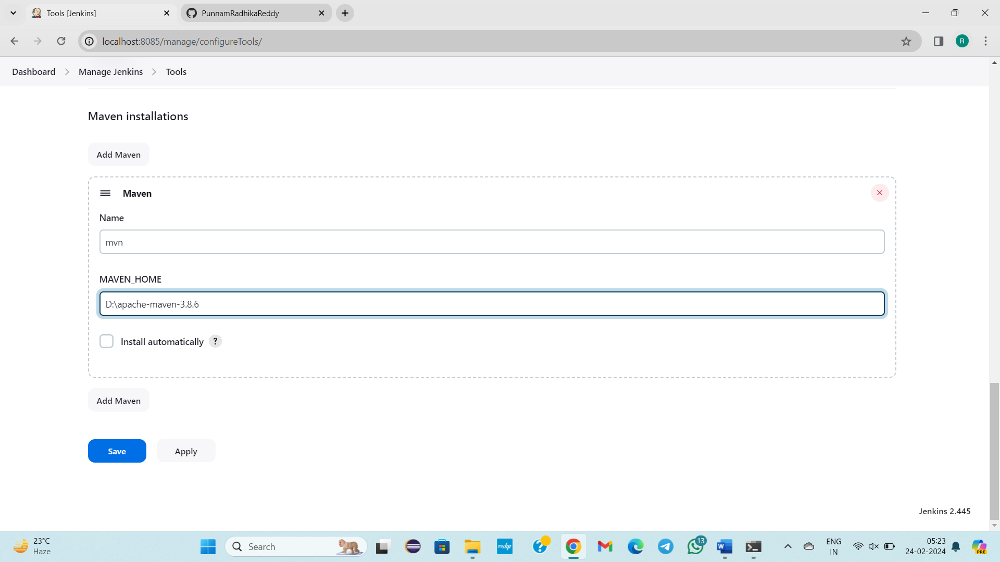 Tools [Jenkins]
PunnamRadhikaReddy
localhost:8085/manage/configureTools/
R
Dashboard
Manage Jenkins
Tools
Maven installations
Add Maven
Maven
Name
mvn
MAVEN_HOME
D:\apache-maven-3.8.6
Install automatically ?
Add Maven
Save
Apply
Jenkins 2.445
23°C
Haze
Search
myhp
13
ENG
IN
05:23
24-02-2024
PRE